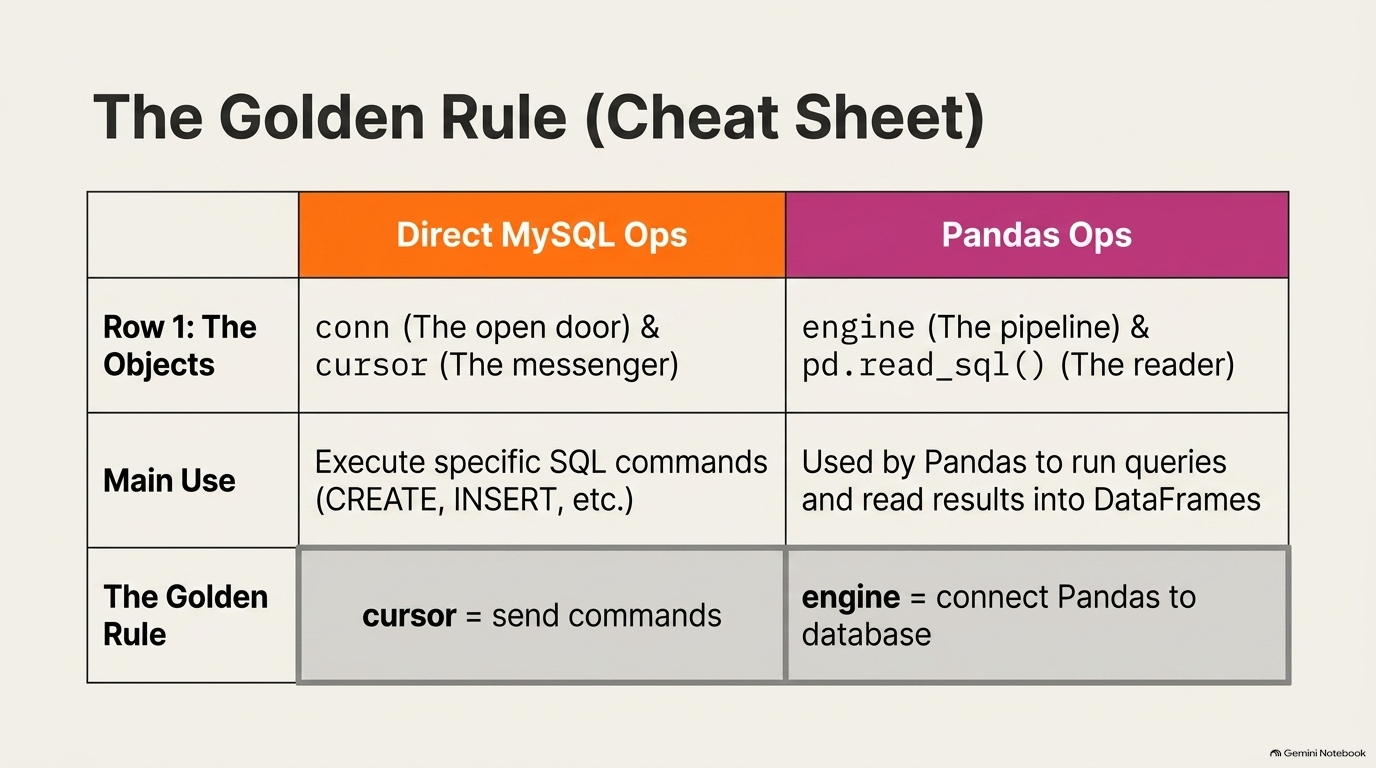 The Golden Rule (Cheat Sheet)
Direct MySQL Ops
Pandas Ops
Row 1: The
Objects
conn (The open door) &
cursor (The messenger)
engine (The pipeline) &
pd.read_sql() (The reader)
Main Use
Execute specific SQL commands
(CREATE, INSERT, etc.)
Used by Pandas to run queries
and read results into DataFrames
The Golden
Rule
cursor = send commands
engine = connect Pandas to
database
Gemini Notebook